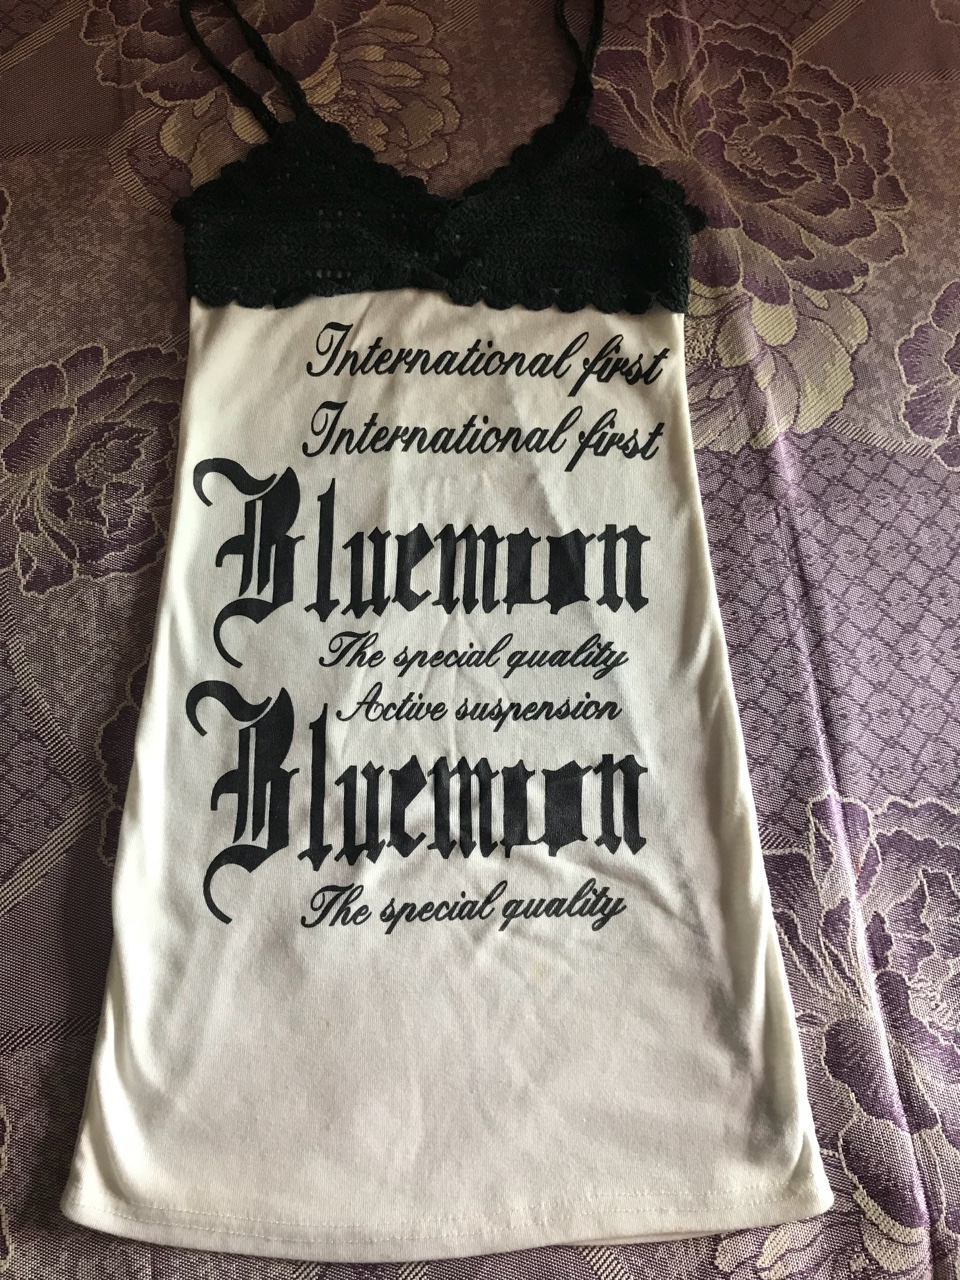 International first
International first
Bluemoon
The special quality
Active suspension
Bluemoon
The special quality